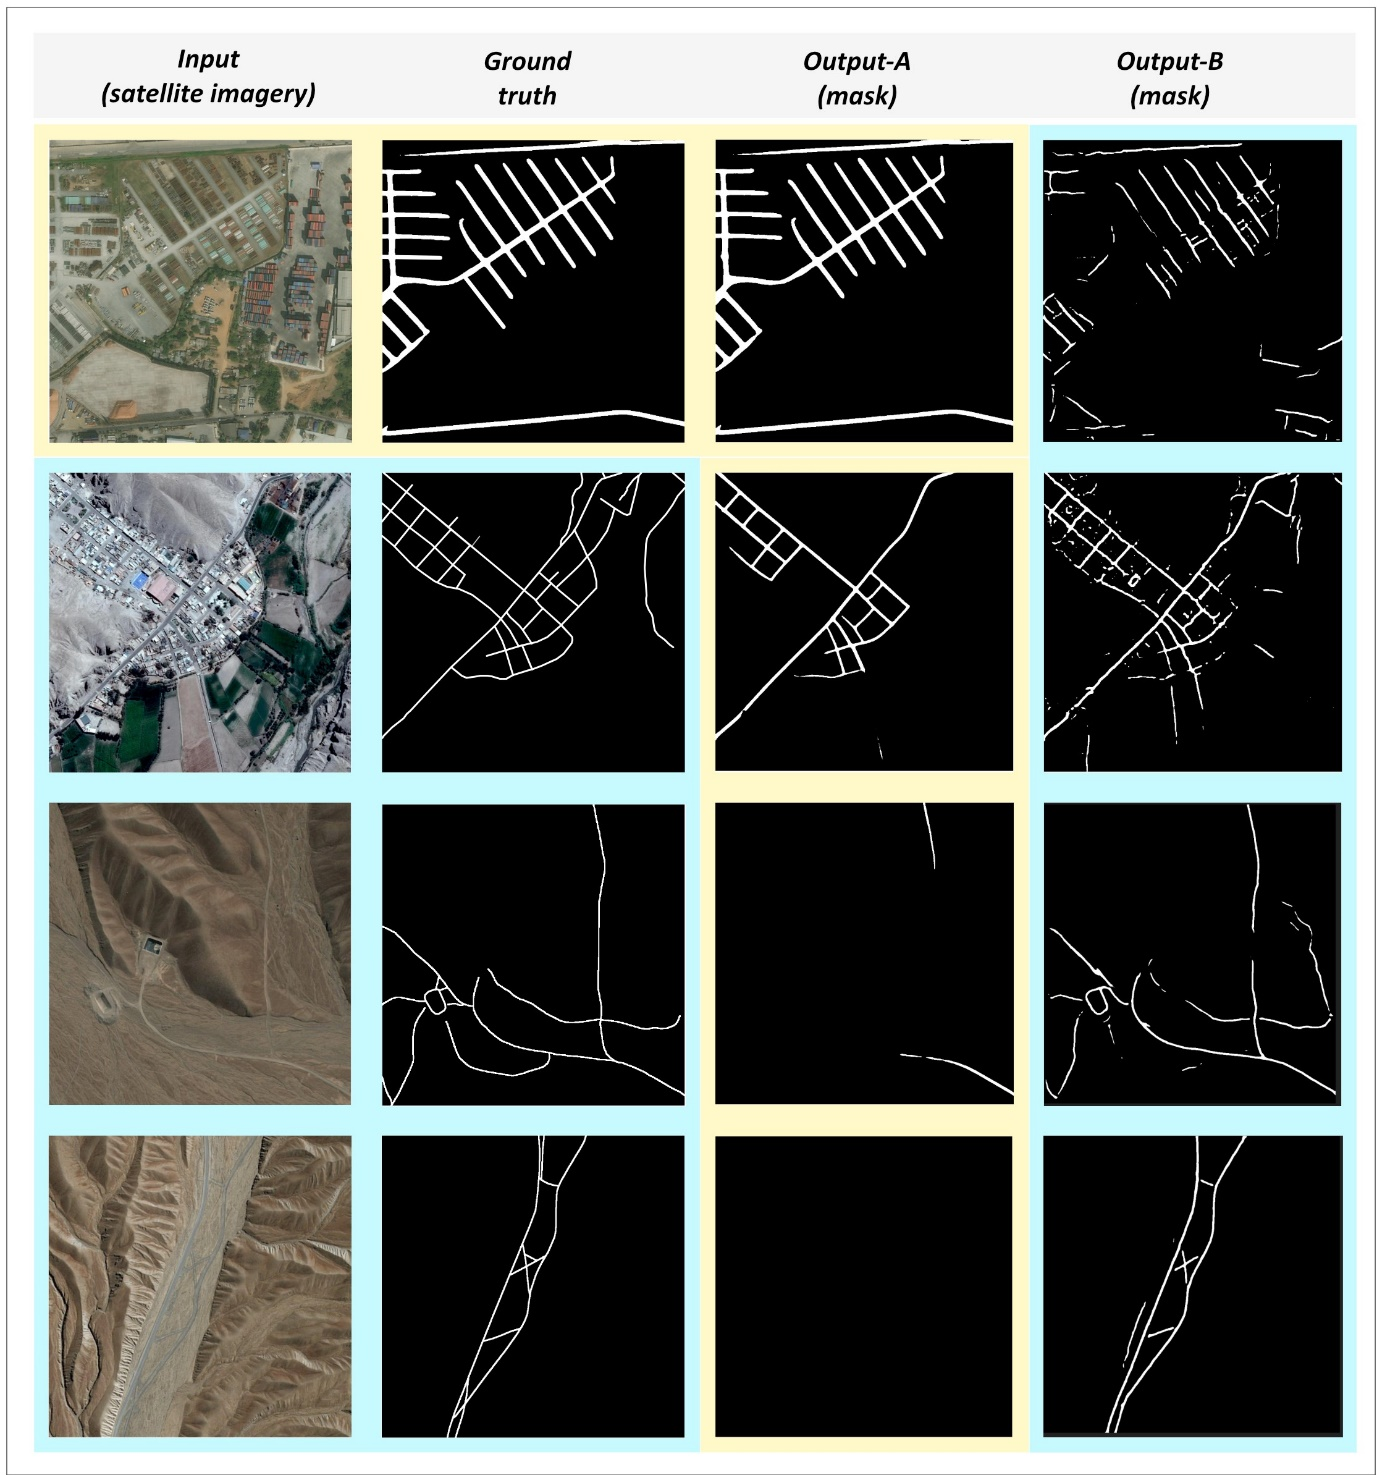 Input
(satellite imagery)
Ground
truth
Output-A
(mask)
Output-B
(mask)